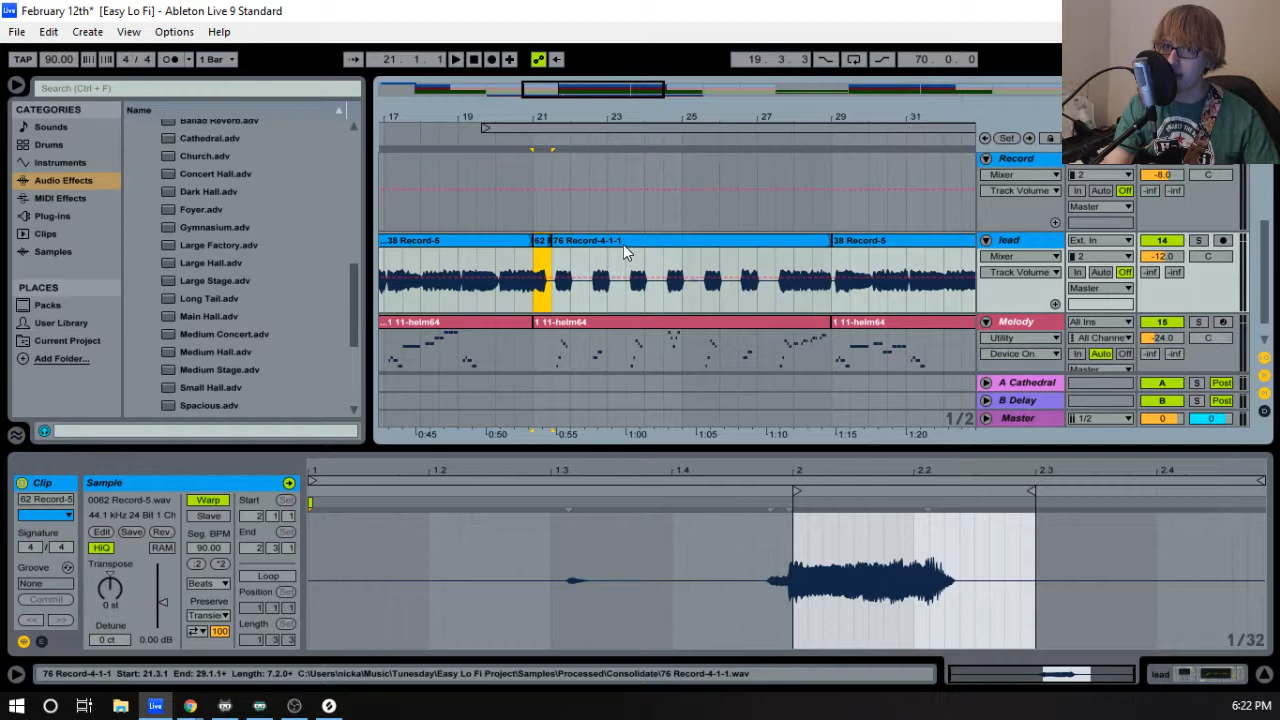 February 12th* [Easy Lo Fi] - Ableton Live 9 Standard
File Edit Create View Options Help
TAP 90.00 4 / 4 1 Bar 21. 1. 1 19. 3. 3 70. 0. 0
Search (Ctrl + F)
CATEGORIES
Sounds
Drums
Instruments
Audio Effects
MIDI Effects
Plug-ins
Clips
Samples
PLACES
Packs
User Library
Current Project
Add Folder...
Name
Ballad Reverb.adv
Cathedral.adv
Church.adv
Concert Hall.adv
Dark Hall.adv
Foyer.adv
Gymnasium.adv
Large Factory.adv
Large Hall.adv
Large Stage.adv
Long Tail.adv
Main Hall.adv
Medium Concert.adv
Medium Hall.adv
Medium Stage.adv
Small Hall.adv
Spacious.adv
17 19 21 23 25 27 29 31
Set
Record
Mixer 2 -8.0 C
Track Volume In Auto Off -inf -inf
Master
...38 Record-5 62 76 Record-4-1-1 38 Record-5
lead Ext. In 14 S
Mixer 2 -12.0 C
Track Volume In Auto Off -inf -inf
Master
...1 11-helm64 1 11-helm64 1 11-helm64
Melody All Ins 15 S
Utility All Channe -24.0 C
Device On In Auto Off -inf -inf
Master
A Cathedral A S Post
B Delay B S Post
1/2 Master 1/2 0 0
0:45 0:50 0:55 1:00 1:05 1:10 1:15 1:20
Clip
62 Record-5
Signature
4 / 4
Groove
None
Commit
<< >>
Sample
0062 Record-5.wav
44.1 kHz 24 Bit 1 Ch
Edit Save Rev.
HiQ RAM
Transpose
0 st
Detune
0 ct 0.00 dB
Warp
Slave
Seg. BPM
90.00
:2 *2
Beats
Preserve
Transien
100
Start Set
2 1 1
End Set
2 3 1
Loop
Position Set
1 1 1
Length Set
1 3 3
1 1.2 1.3 1.4 2 2.2 2.3 2.4
1/32
76 Record-4-1-1 Start: 21.3.1 End: 29.1.1+ Length: 7.2.0+ Path: C:\Users\nicka\Music\Tunesday\Easy Lo Fi Project\Samples\Processed\Consolidate\76 Record-4-1-1.wav
lead
Live
6:22 PM